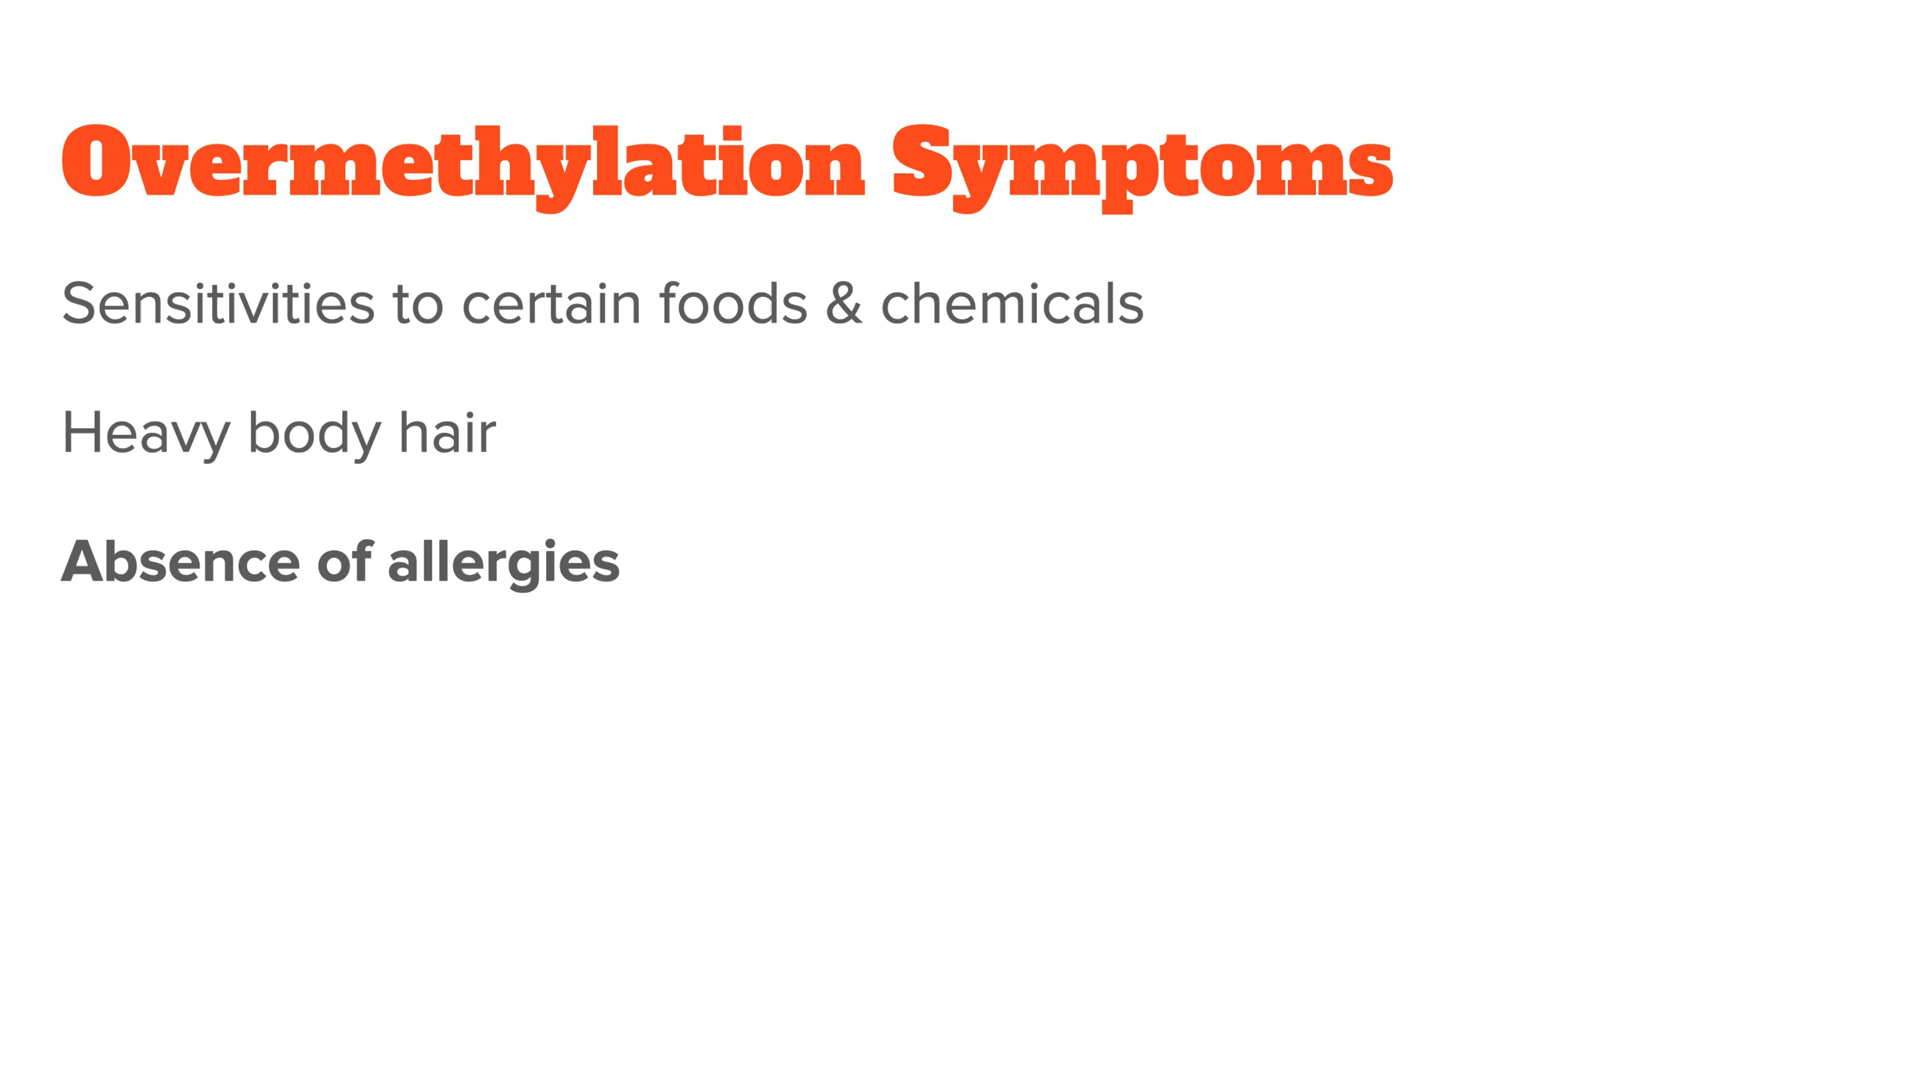 Overmethylation Symptoms
Sensitivities to certain foods & chemicals
Heavy body hair
Absence of allergies